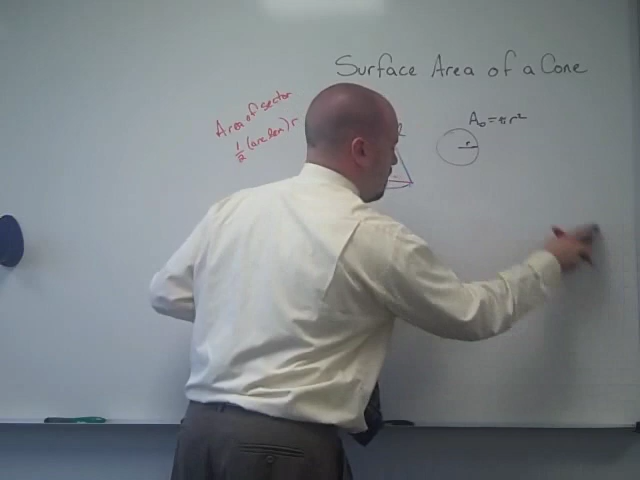 Surface Area of a Cone
Area of sector
1/2 (arc len) r
A⊙ = πr²
r
l